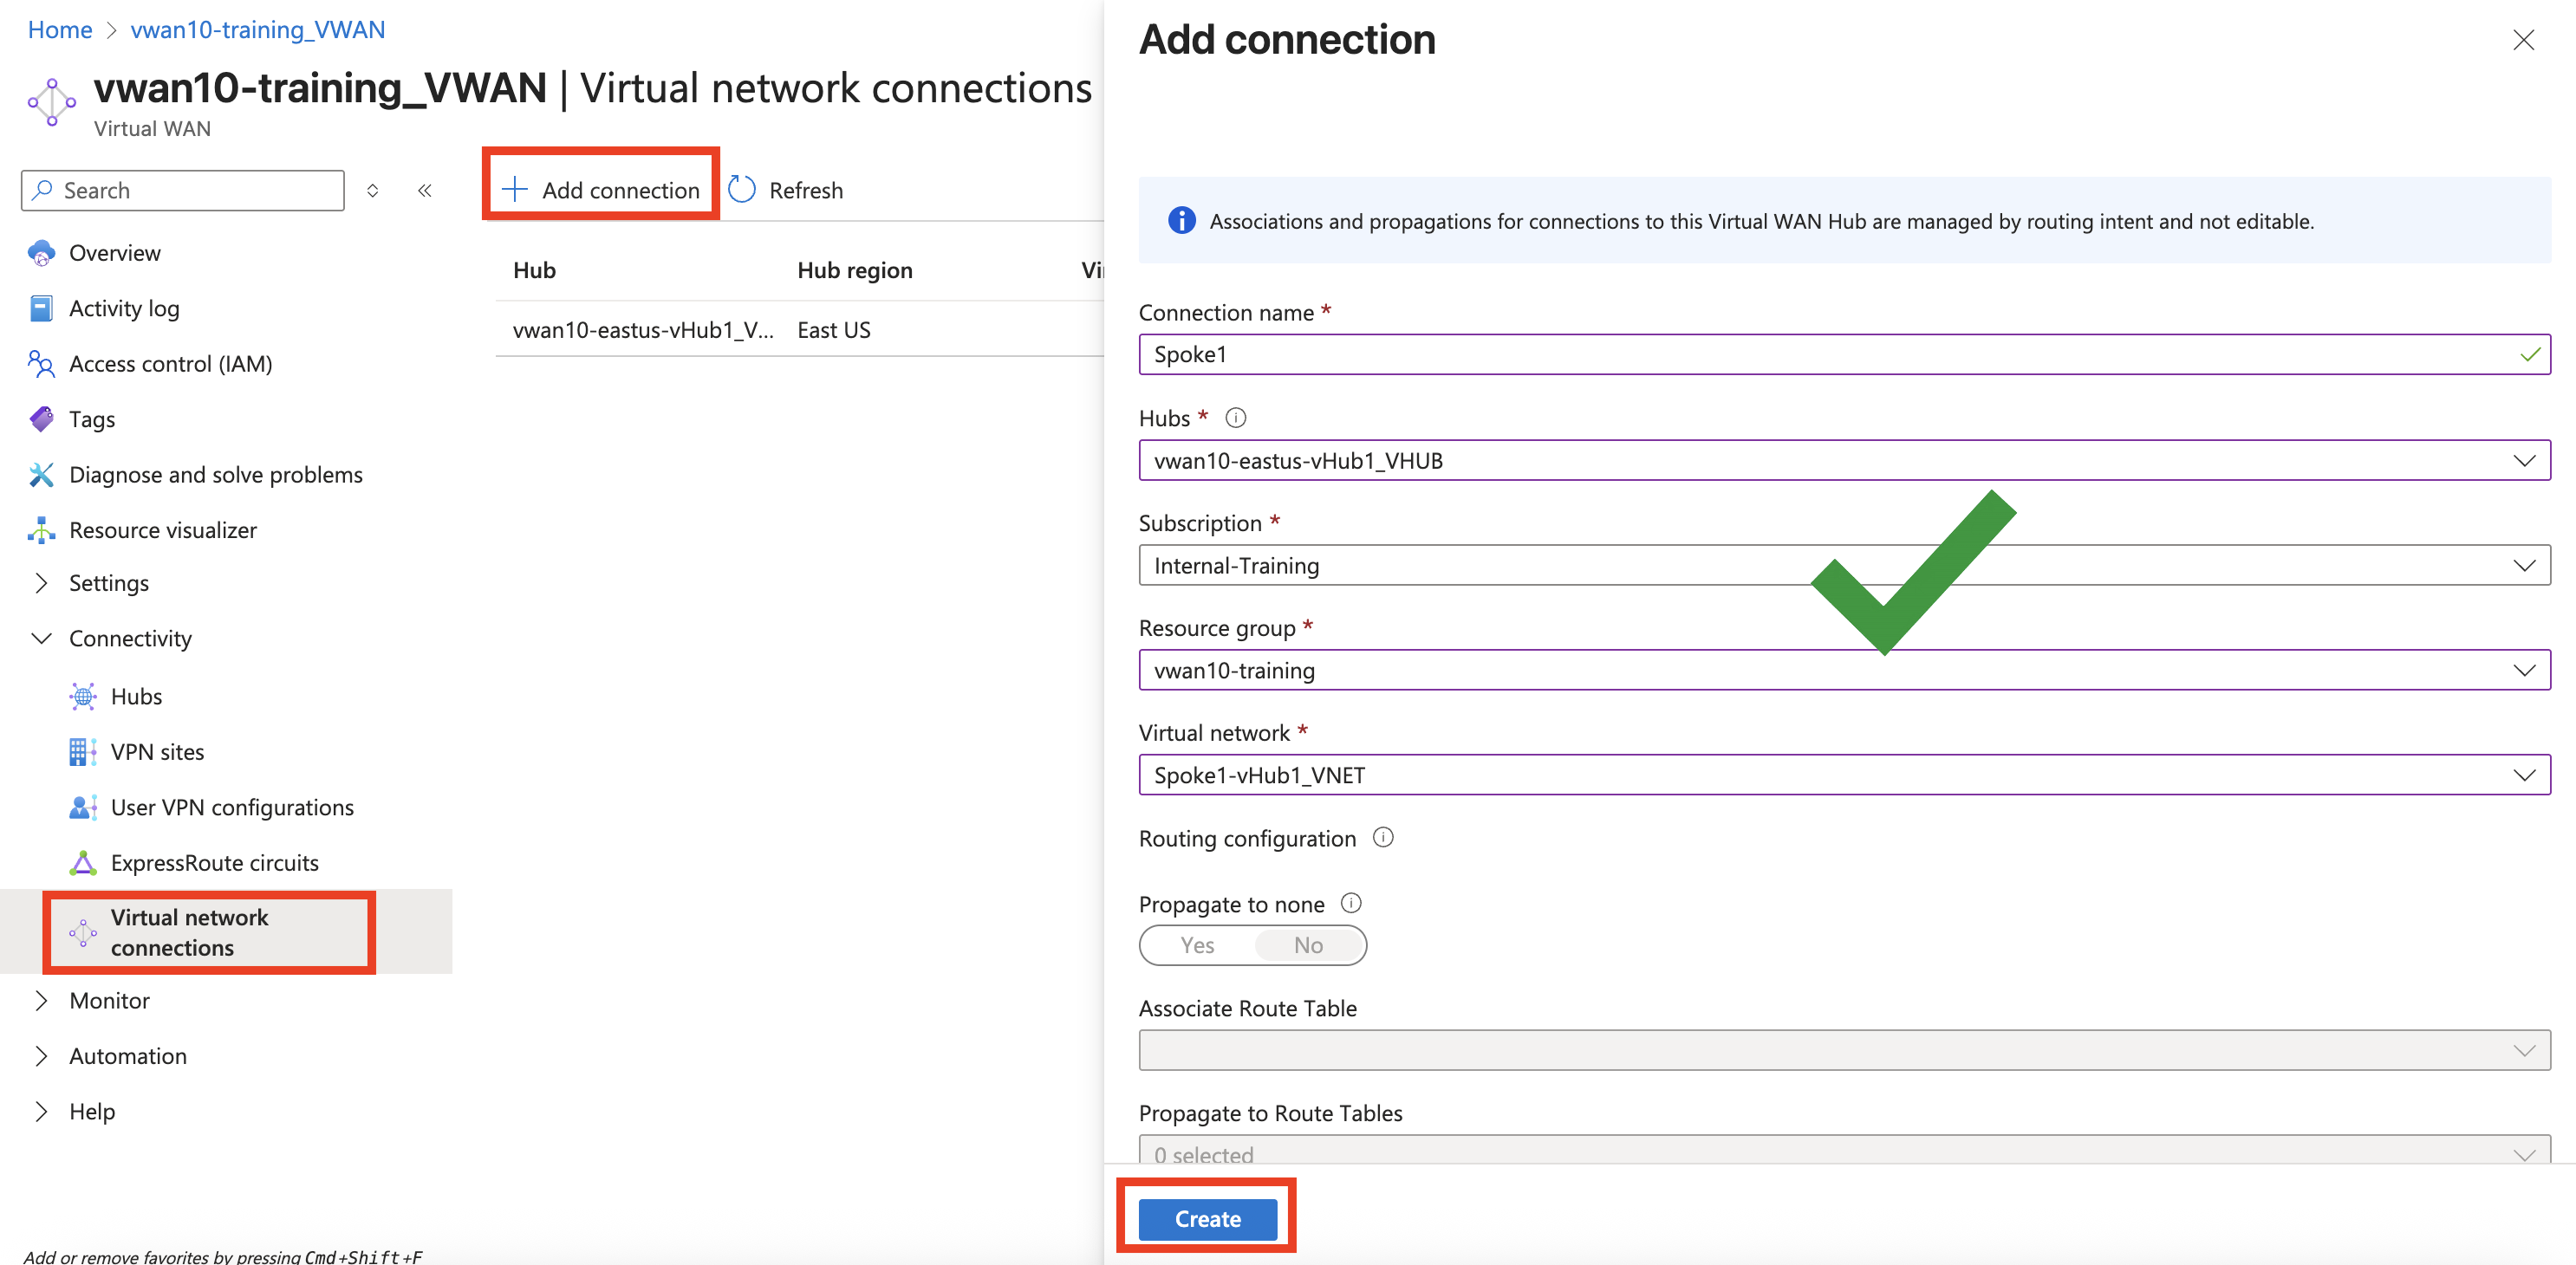 Home > vwan10-training_VWAN
vwan10-training_VWAN | Virtual network connections
Virtual WAN
Search
Overview
Activity log
Access control (IAM)
Tags
Diagnose and solve problems
Resource visualizer
Settings
Connectivity
Hubs
VPN sites
User VPN configurations
ExpressRoute circuits
Virtual network
connections
Monitor
Automation
Help
Add or remove favorites by pressing Cmd+Shift+F
Add connection Refresh
Hub Hub region Vi
vwan10-eastus-vHub1_V... East US
Add connection
Associations and propagations for connections to this Virtual WAN Hub are managed by routing intent and not editable.
Connection name *
Spoke1
Hubs *
vwan10-eastus-vHub1_VHUB
Subscription *
Internal-Training
Resource group *
vwan10-training
Virtual network *
Spoke1-vHub1_VNET
Routing configuration
Propagate to none
Yes No
Associate Route Table
Propagate to Route Tables
0 selected
Create